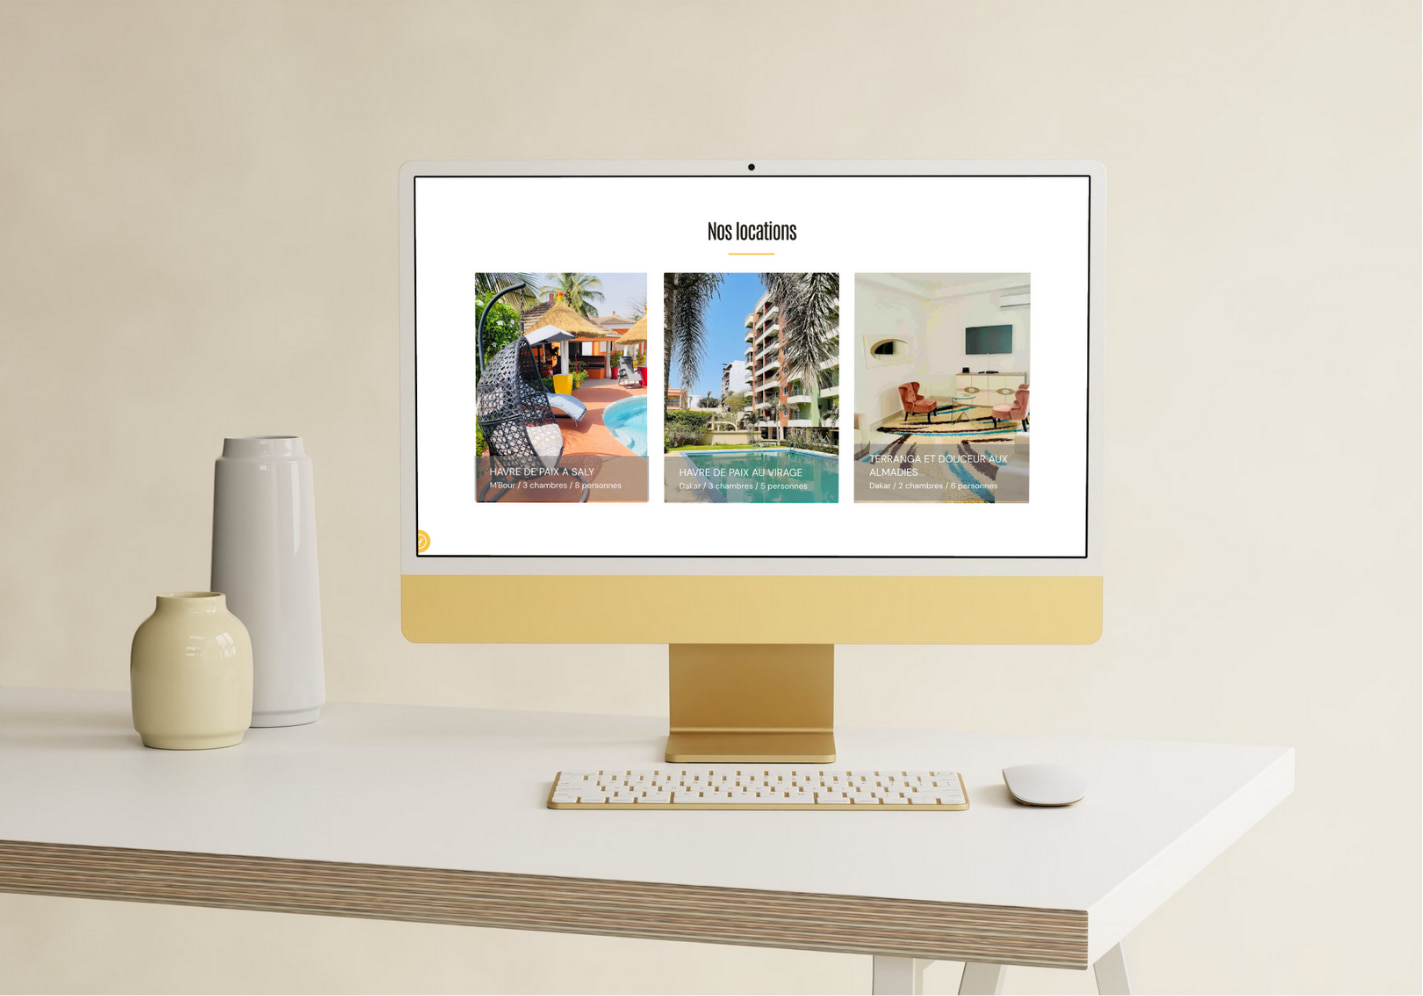 Nos locations
HAVRE DE PAIX A SALY
M'Bour / 3 chambres / 8 personnes
HAVRE DE PAIX AU VIRAGE
Dakar / 3 chambres / 5 personnes
TERRANGA ET DOUCEUR AUX
ALMADIES
Dakar / 2 chambres / 6 personnes